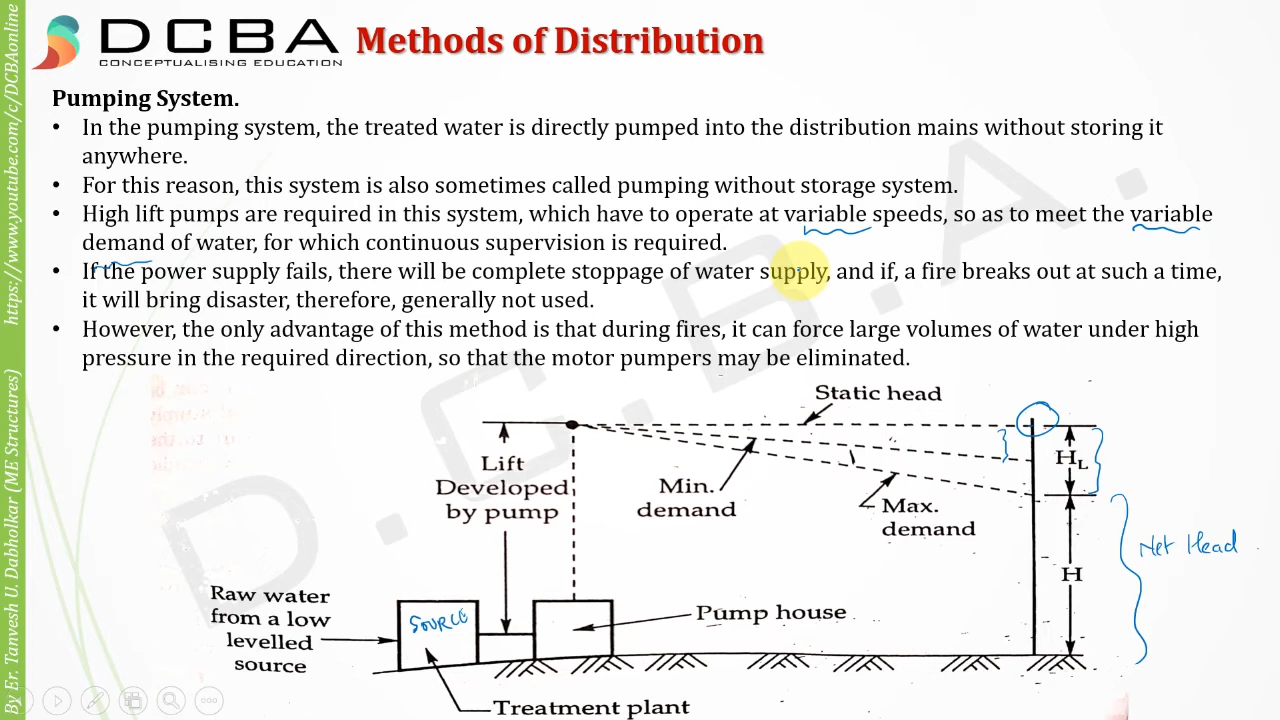 https://www.youtube.com/c/DCBAonline
By Er. Tanvesh U. Dabholkar (ME Structures)
DCBA
CONCEPTUALISING EDUCATION
Methods of Distribution
Pumping System.
• In the pumping system, the treated water is directly pumped into the distribution mains without storing it
anywhere.
• For this reason, this system is also sometimes called pumping without storage system.
• High lift pumps are required in this system, which have to operate at variable speeds, so as to meet the variable
demand of water, for which continuous supervision is required.
• If the power supply fails, there will be complete stoppage of water supply, and if, a fire breaks out at such a time,
it will bring disaster, therefore, generally not used.
• However, the only advantage of this method is that during fires, it can force large volumes of water under high
pressure in the required direction, so that the motor pumpers may be eliminated.
D.C.B.A.
Static head
Lift
Developed
by pump
Min.
demand
Max.
demand
HL
H
Net Head
Raw water
from a low
levelled
source
SOURCE
Pump house
Treatment plant